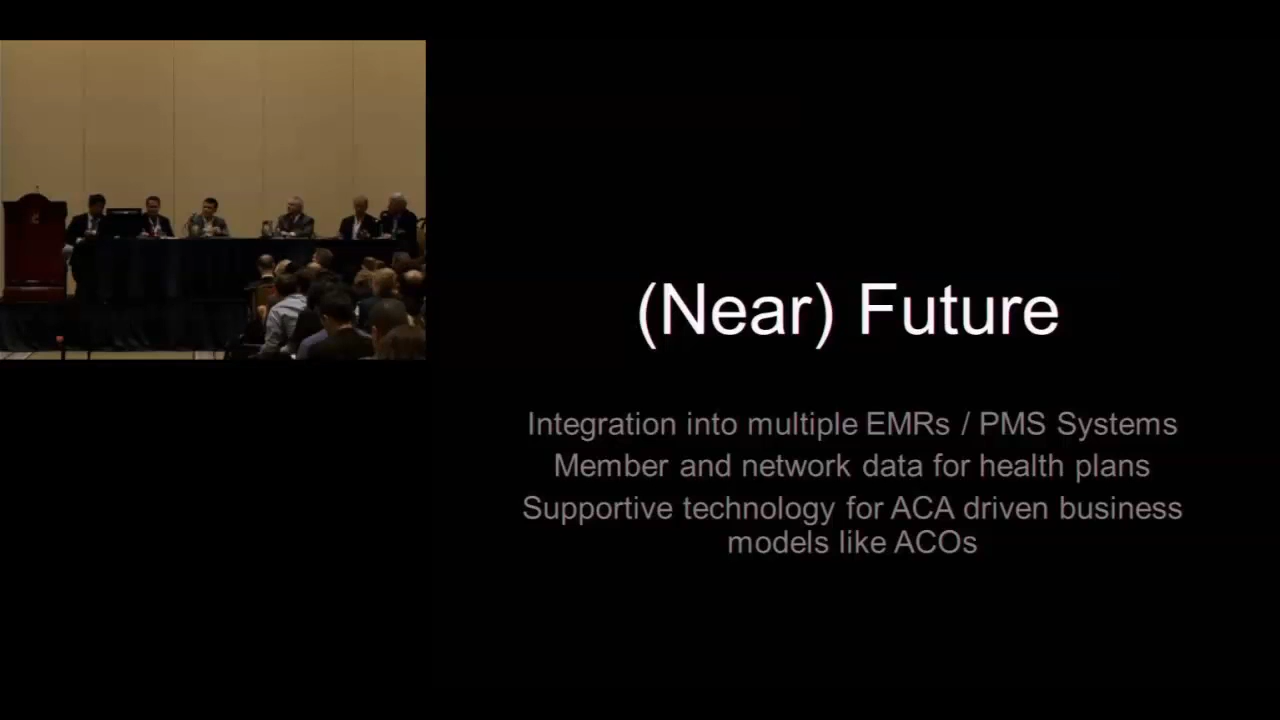 (Near) Future
Integration into multiple EMRs / PMS Systems
Member and network data for health plans
Supportive technology for ACA driven business
models like ACOs